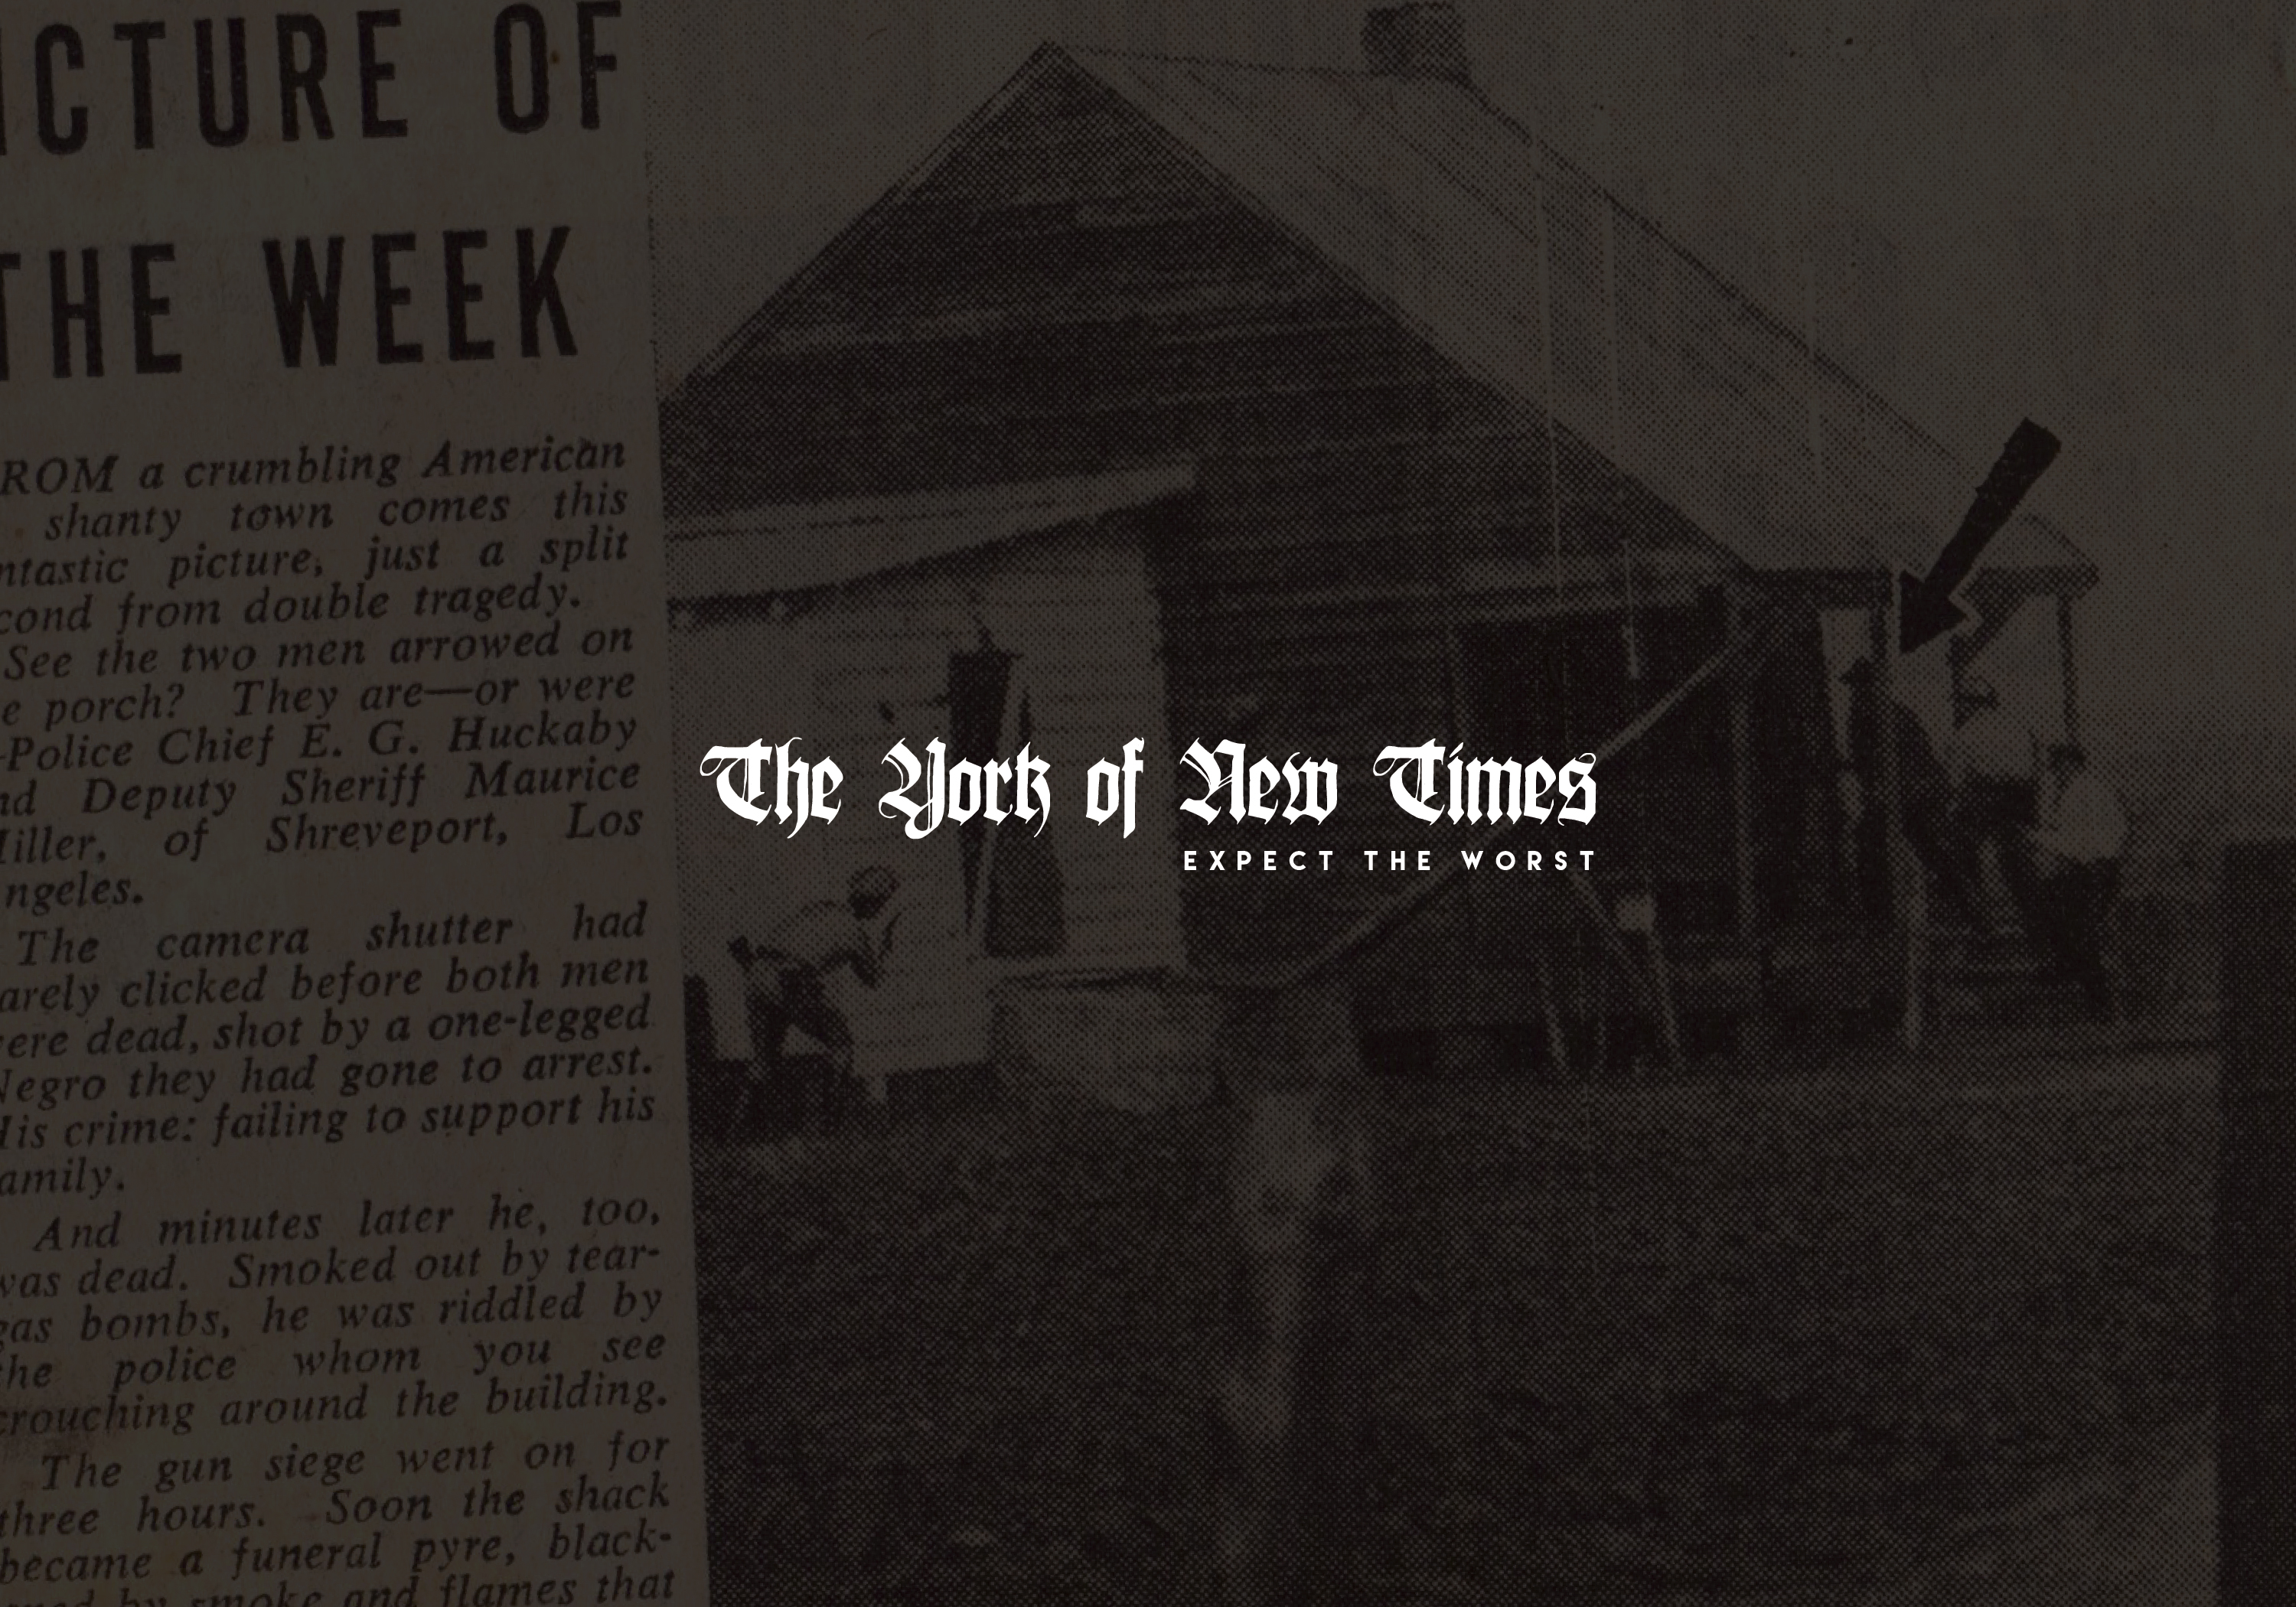 ICTURE OF
THE WEEK
ROM a crumbling American
shanty town comes this
ntastic picture, just a split
cond from double tragedy.
See the two men arrowed on
e porch? They are—or were
-Police Chief E. G. Huckaby
nd Deputy Sheriff Maurice
iller, of Shreveport, Los
ngeles.
The camera shutter had
arely clicked before both men
ere dead, shot by a one-legged
Negro they had gone to arrest.
His crime: failing to support his
amily.
And minutes later he, too,
was dead. Smoked out by tear-
gas bombs, he was riddled by
he police whom you see
crouching around the building.
The gun siege went on for
three hours. Soon the shack
became a funeral pyre, black-
by smoke and flames that
The York of New Times
EXPECT THE WORST